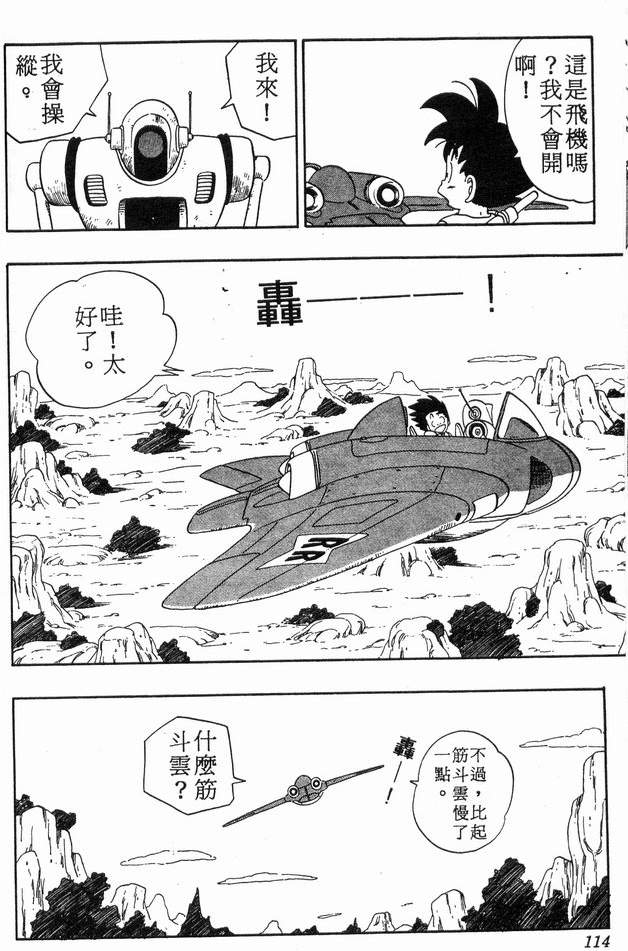 這是飛機嗎
？我不會開
啊！
我來！
我會操
縱。
轟———！
哇！太
好了。
RR
不過，比起
筋斗雲慢了
一點。
轟——！
什麼筋
斗雲？
114